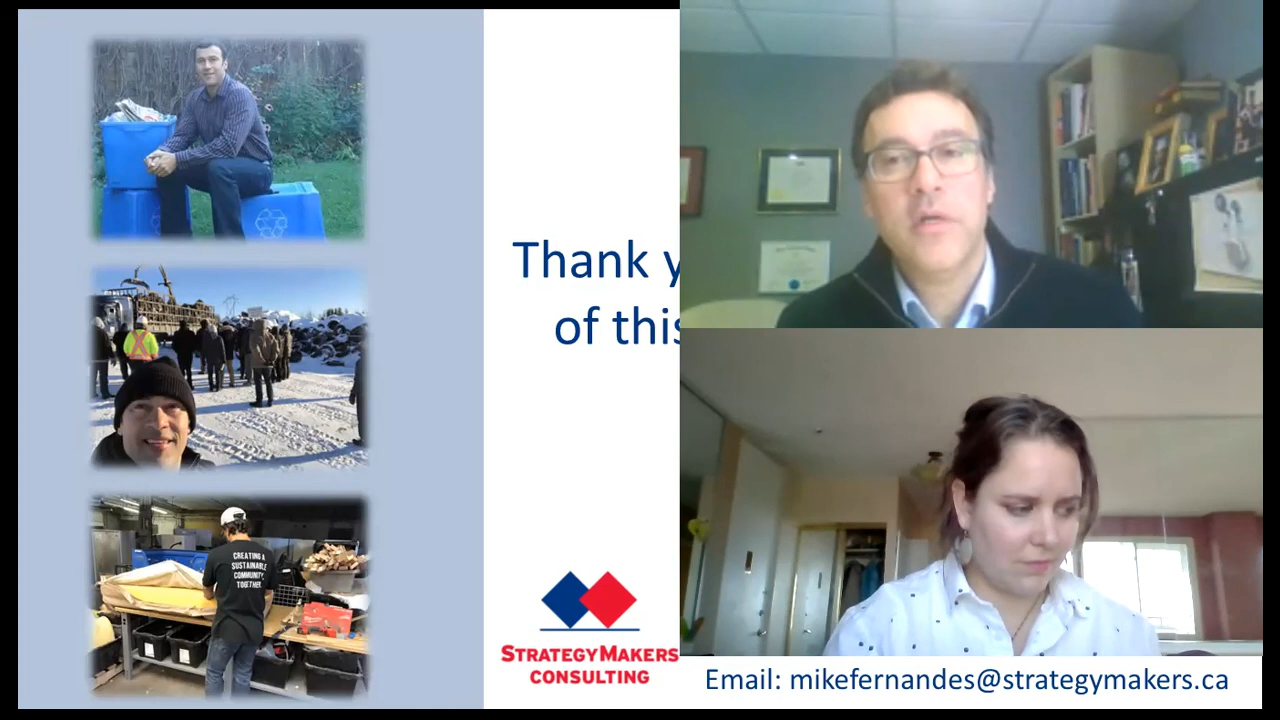 Thank y
of this
CREATING A
SUSTAINABLE
COMMUNITY,
TOGETHER.
STRATEGYMAKERS
CONSULTING
Email: mikefernandes@strategymakers.ca